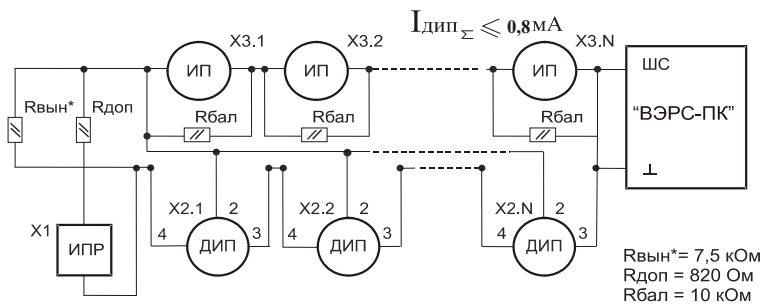 IДИП Σ ⩽ 0,8мА
X3.1
X3.2
X3.N
ИП
ИП
ИП
ШС
"ВЭРС-ПК"
⊥
Rвын*
Rдоп
Rбал
Rбал
Rбал
X1
ИПР
X2.1
X2.2
X2.N
2
2
2
4
3
4
3
4
3
ДИП
ДИП
ДИП
Rвын*= 7,5 кОм
Rдоп = 820 Ом
Rбал = 10 кОм